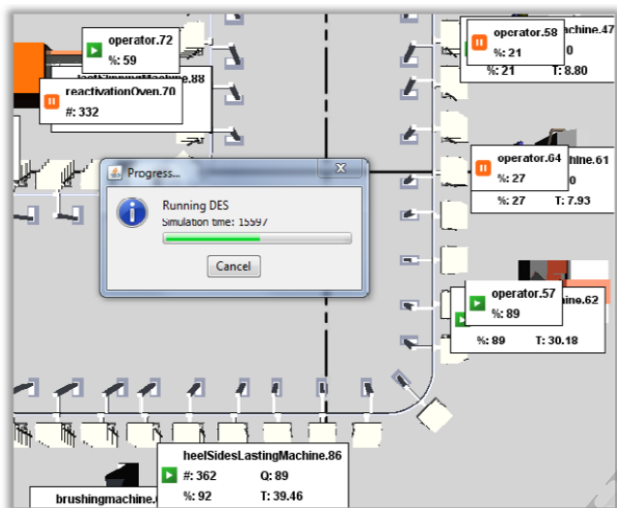 operator.72
%: 59
reactivationOven.70
#: 332
operator.58
%: 21
%: 21 T: 8.80
operator.64
%: 27
%: 27 T: 7.93
Progress...
Running DES
Simulation time: 15597
Cancel
operator.57
%: 89
%: 89 T: 30.18
heelSidesLastingMachine.86
#: 362 Q: 89
%: 92 T: 39.46